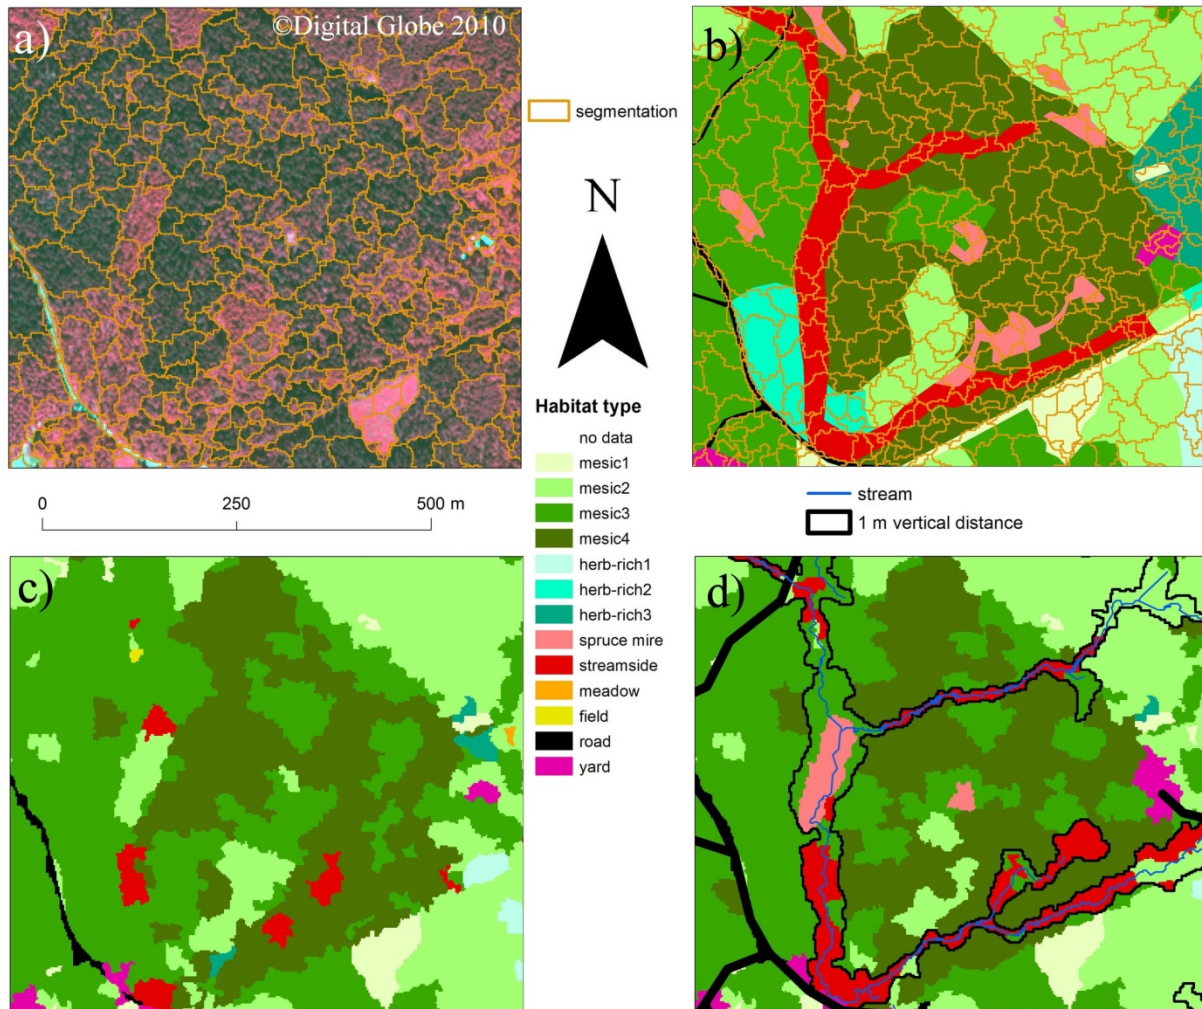 a)
©Digital Globe 2010
segmentation
b)
N
0 250 500 m
Habitat type
no data
mesic1
mesic2
mesic3
mesic4
herb-rich1
herb-rich2
herb-rich3
spruce mire
streamside
meadow
field
road
yard
stream
1 m vertical distance
c)
d)